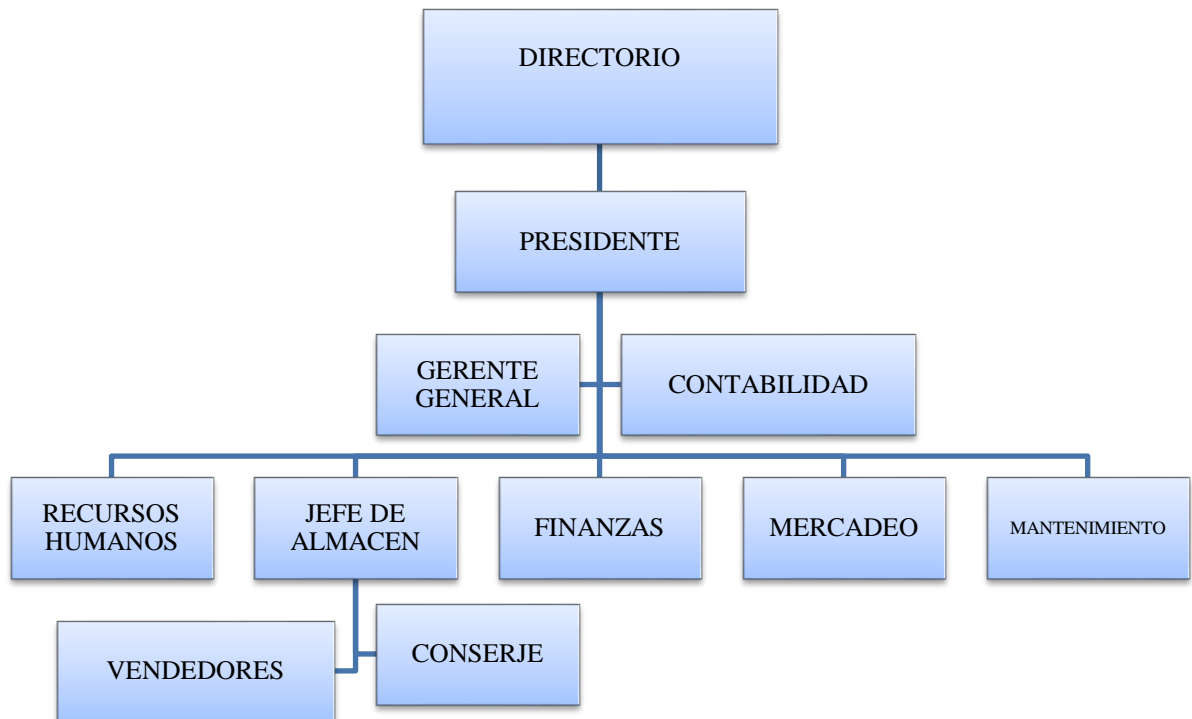 DIRECTORIO
PRESIDENTE
GERENTE
GENERAL
CONTABILIDAD
RECURSOS
HUMANOS
JEFE DE
ALMACEN
FINANZAS
MERCADEO
MANTENIMIENTO
VENDEDORES
CONSERJE